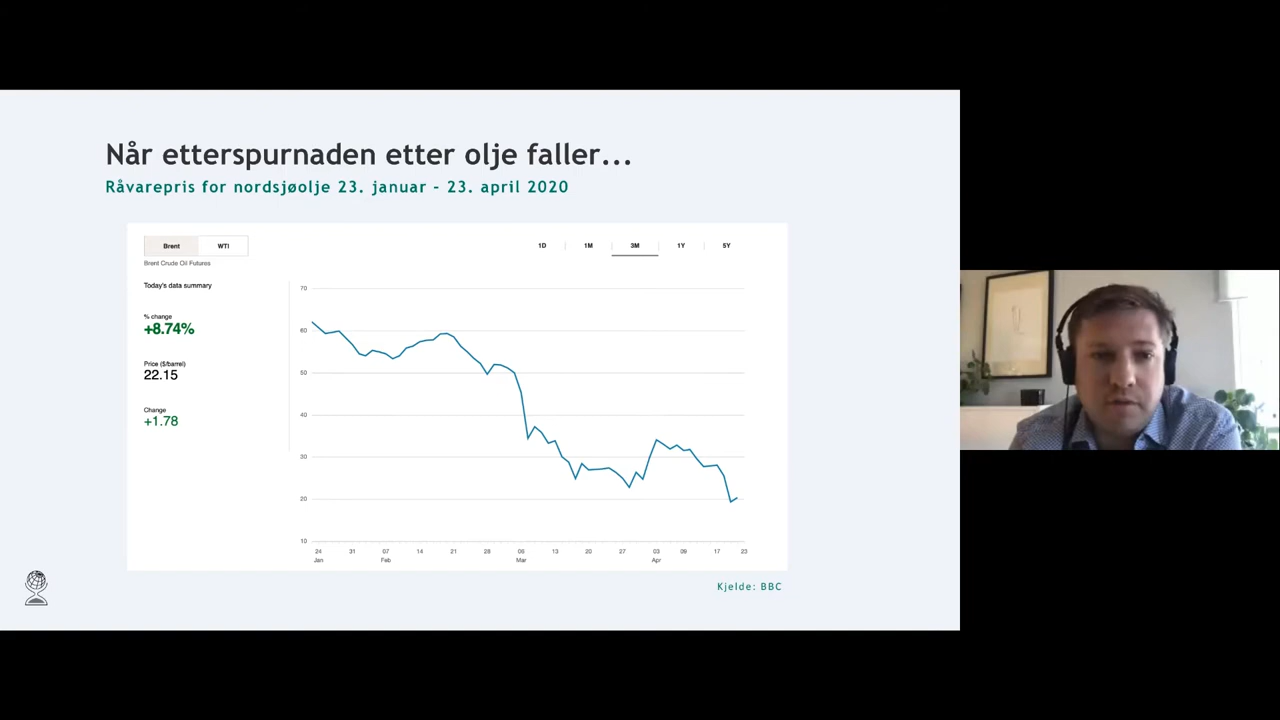 Når etterspurnaden etter olje faller...
Råvarepris for nordsjøolje 23. januar - 23. april 2020
Brent WTI
1D 1M 3M 1Y 5Y
Brent Crude Oil Futures
Today's data summary
% change
+8.74%
Price ($/barrel)
22.15
Change
+1.78
70
60
50
40
30
20
10
24 31 07 14 21 28 06 13 20 27 03 09 17 23
Jan Feb Mar Apr
Kjelde: BBC